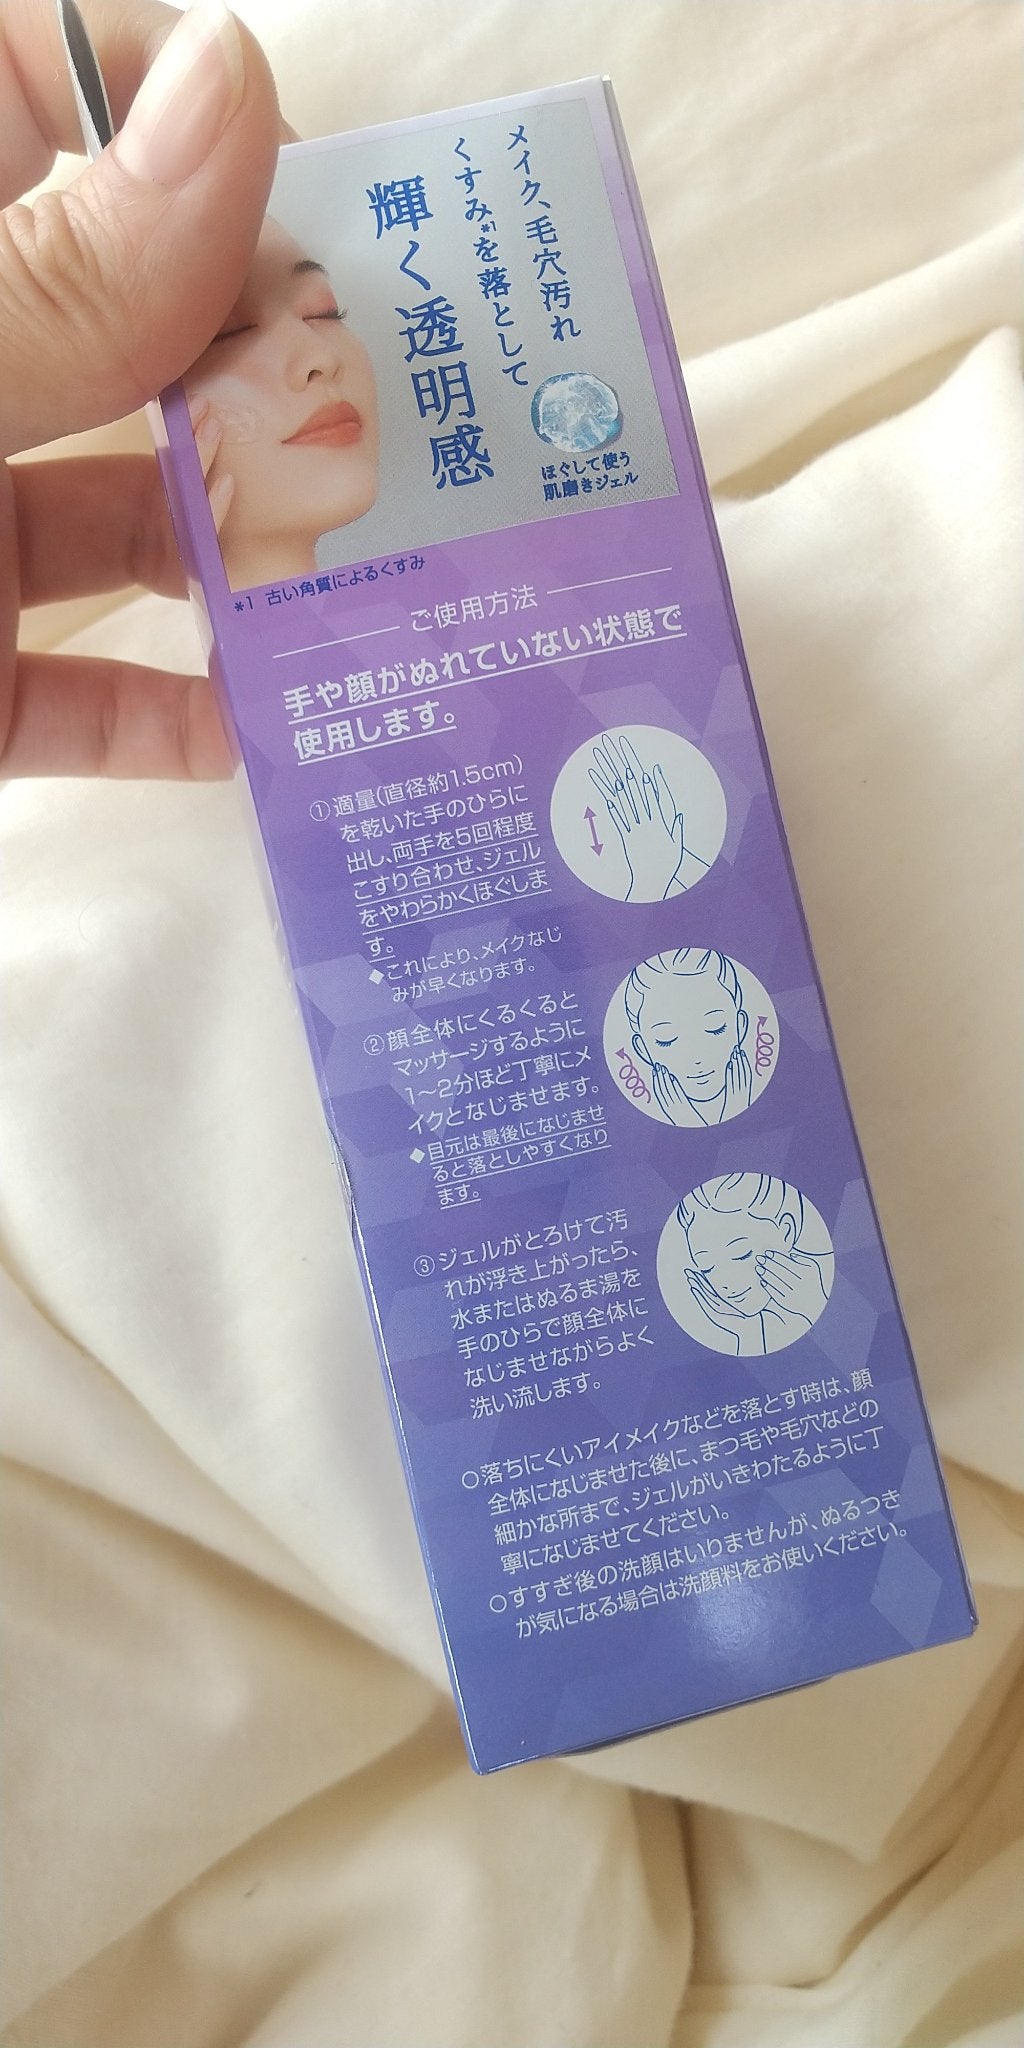 メイク、毛穴汚れ
くすみ*1を落として
輝く透明感
ほぐして使う
肌磨きジェル
*1 古い角質によるくすみ
ご使用方法
手や顔がぬれていない状態で
使用します。
①適量(直径約1.5cm)
を乾いた手のひらに
出し、両手を5回程度
こすり合わせ、ジェル
をやわらかくほぐしま
す。
◆これにより、メイクなじ
みが早くなります。
②顔全体にくるくると
マッサージするように
1〜2分ほど丁寧にメ
イクとなじませます。
◆目元は最後になじませ
ると落としやすくなり
ます。
③ジェルがとろけて汚
れが浮き上がったら、
水またはぬるま湯を
手のひらで顔全体に
なじませながらよく
洗い流します。
○落ちにくいアイメイクなどを落とす時は、顔
全体になじませた後に、まつ毛や毛穴などの
細かな所まで、ジェルがいきわたるように丁
寧になじませてください。
○すすぎ後の洗顔はいりませんが、ぬるつき
が気になる場合は洗顔料をお使いください。